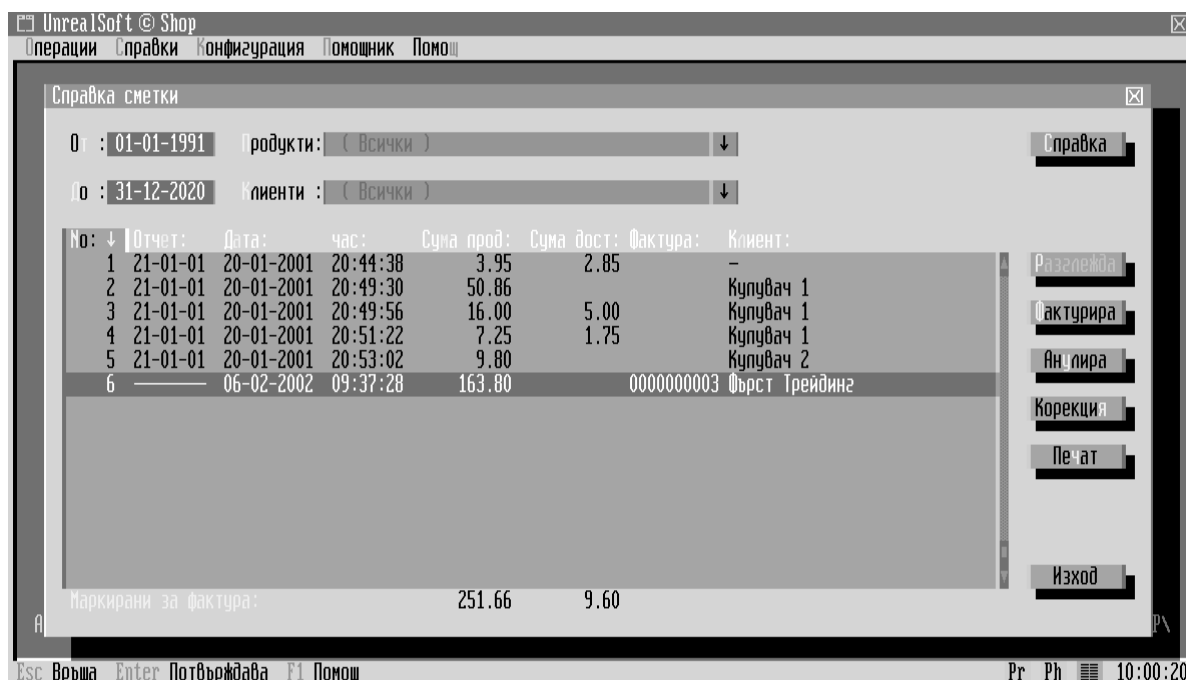 UnrealSoft © Shop
Операции Справки Конфигурация Помощник Помощ
Справка сметки
От : 01-01-1991 Продукти: ( Всички ) ↓ Справка
До : 31-12-2020 Клиенти : ( Всички ) ↓
No: ↓ Отчет: Дата: час: Сума прод: Сума дост: Фактура: Клиент:
1 21-01-01 20-01-2001 20:44:38 3.95 2.85 – Разглежда
2 21-01-01 20-01-2001 20:49:30 50.86 Купувач 1
3 21-01-01 20-01-2001 20:49:56 16.00 5.00 Купувач 1 Фактурира
4 21-01-01 20-01-2001 20:51:22 7.25 1.75 Купувач 1
5 21-01-01 20-01-2001 20:53:02 9.80 Купувач 2 Анулира
6 ——— 06-02-2002 09:37:28 163.80 0000000003 Фърст Трейдинг
Корекция
Печат
Изход
Маркирани за фактура: 251.66 9.60
A P\
Esc Връща Enter Потвърждава F1 Помощ Pr Ph 10:00:20